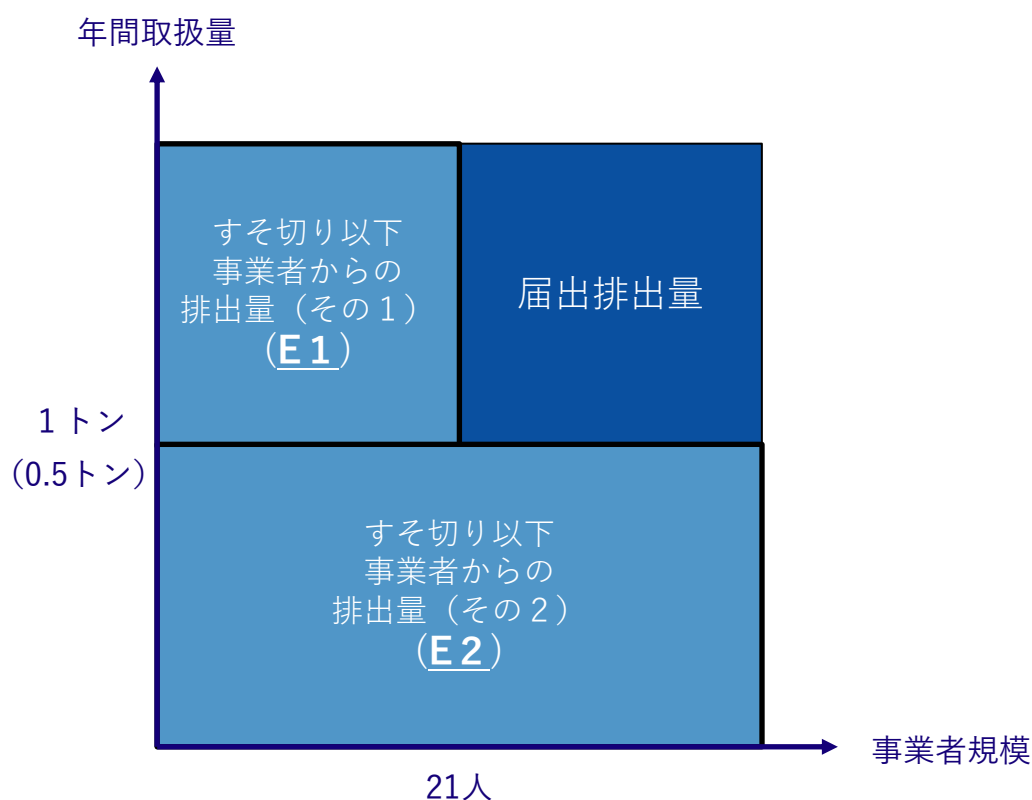 年間取扱量
すそ切り以下
事業者からの
排出量（その１）
（Ｅ１）
届出排出量
１トン
（0.5トン）
すそ切り以下
事業者からの
排出量（その２）
（Ｅ２）
事業者規模
21人